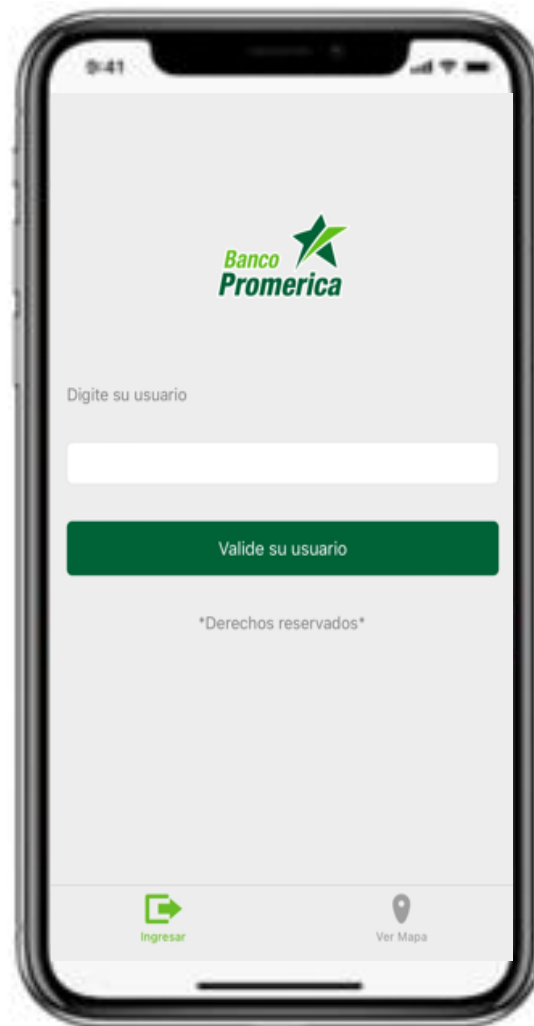 9:41
Banco
Promerica
Digite su usuario
Valide su usuario
*Derechos reservados*
Ingresar
Ver Mapa